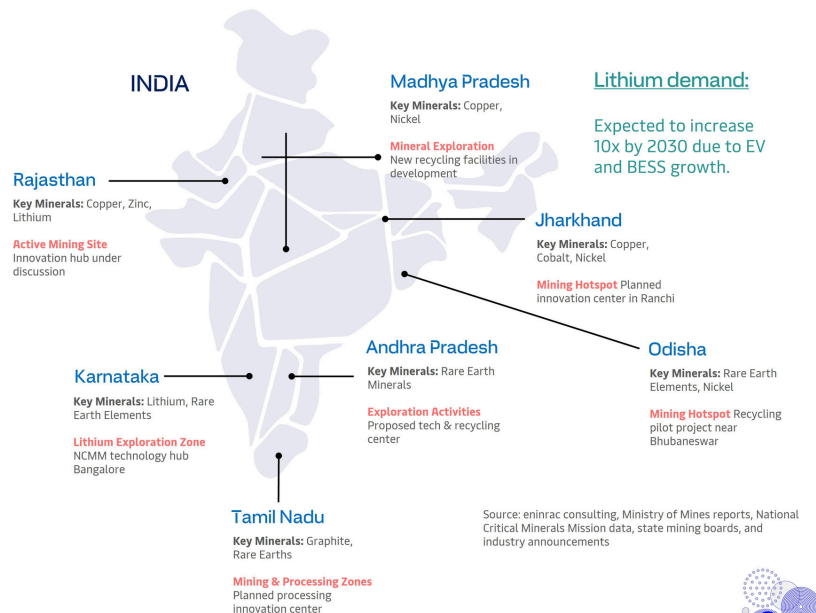 INDIA
Madhya Pradesh
Key Minerals: Copper,
Nickel
Mineral Exploration
New recycling facilities in
development
Lithium demand:
Expected to increase
10x by 2030 due to EV
and BESS growth.
Rajasthan
Key Minerals: Copper, Zinc,
Lithium
Active Mining Site
Innovation hub under
discussion
Jharkhand
Key Minerals: Copper,
Cobalt, Nickel
Mining Hotspot Planned
innovation center in Ranchi
Andhra Pradesh
Key Minerals: Rare Earth
Minerals
Exploration Activities
Proposed tech & recycling
center
Odisha
Key Minerals: Rare Earth
Elements, Nickel
Mining Hotspot Recycling
pilot project near
Bhubaneswar
Karnataka
Key Minerals: Lithium, Rare
Earth Elements
Lithium Exploration Zone
NCMM technology hub
Bangalore
Tamil Nadu
Key Minerals: Graphite,
Rare Earths
Mining & Processing Zones
Planned processing
innovation center
Source: eninrac consulting, Ministry of Mines reports, National
Critical Minerals Mission data, state mining boards, and
industry announcements